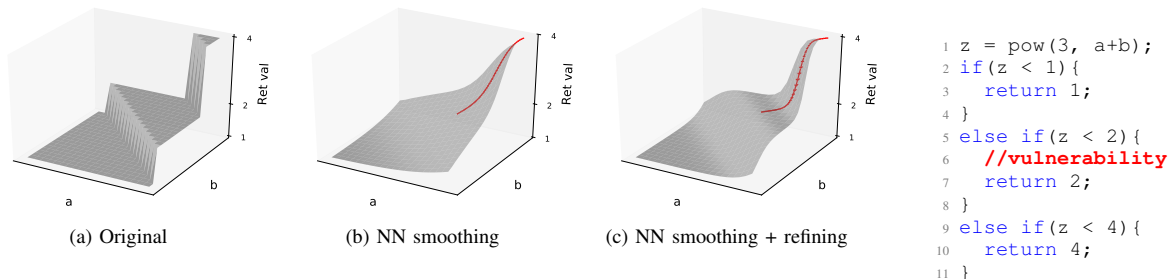 4
2
1
Ret val
a
b
(a) Original
4
2
1
Ret val
a
b
(b) NN smoothing
4
2
1
Ret val
a
b
(c) NN smoothing + refining
1 z = pow(3, a+b);
2 if(z < 1){
3 return 1;
4 }
5 else if(z < 2){
6 //vulnerability
7 return 2;
8 }
9 else if(z < 4){
10 return 4;
11 }